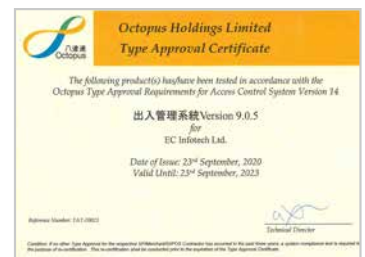 八達通
Octopus
Octopus Holdings Limited
Type Approval Certificate
The following product(s) has/have been tested in accordance with the
Octopus Type Approval Requirements for Access Control System Version 14
出入管理系統Version 9.0.5
for
EC Infotech Ltd.
Date of Issue: 23rd September, 2020
Valid Until: 23rd September, 2023
Reference Number:
Technical Director